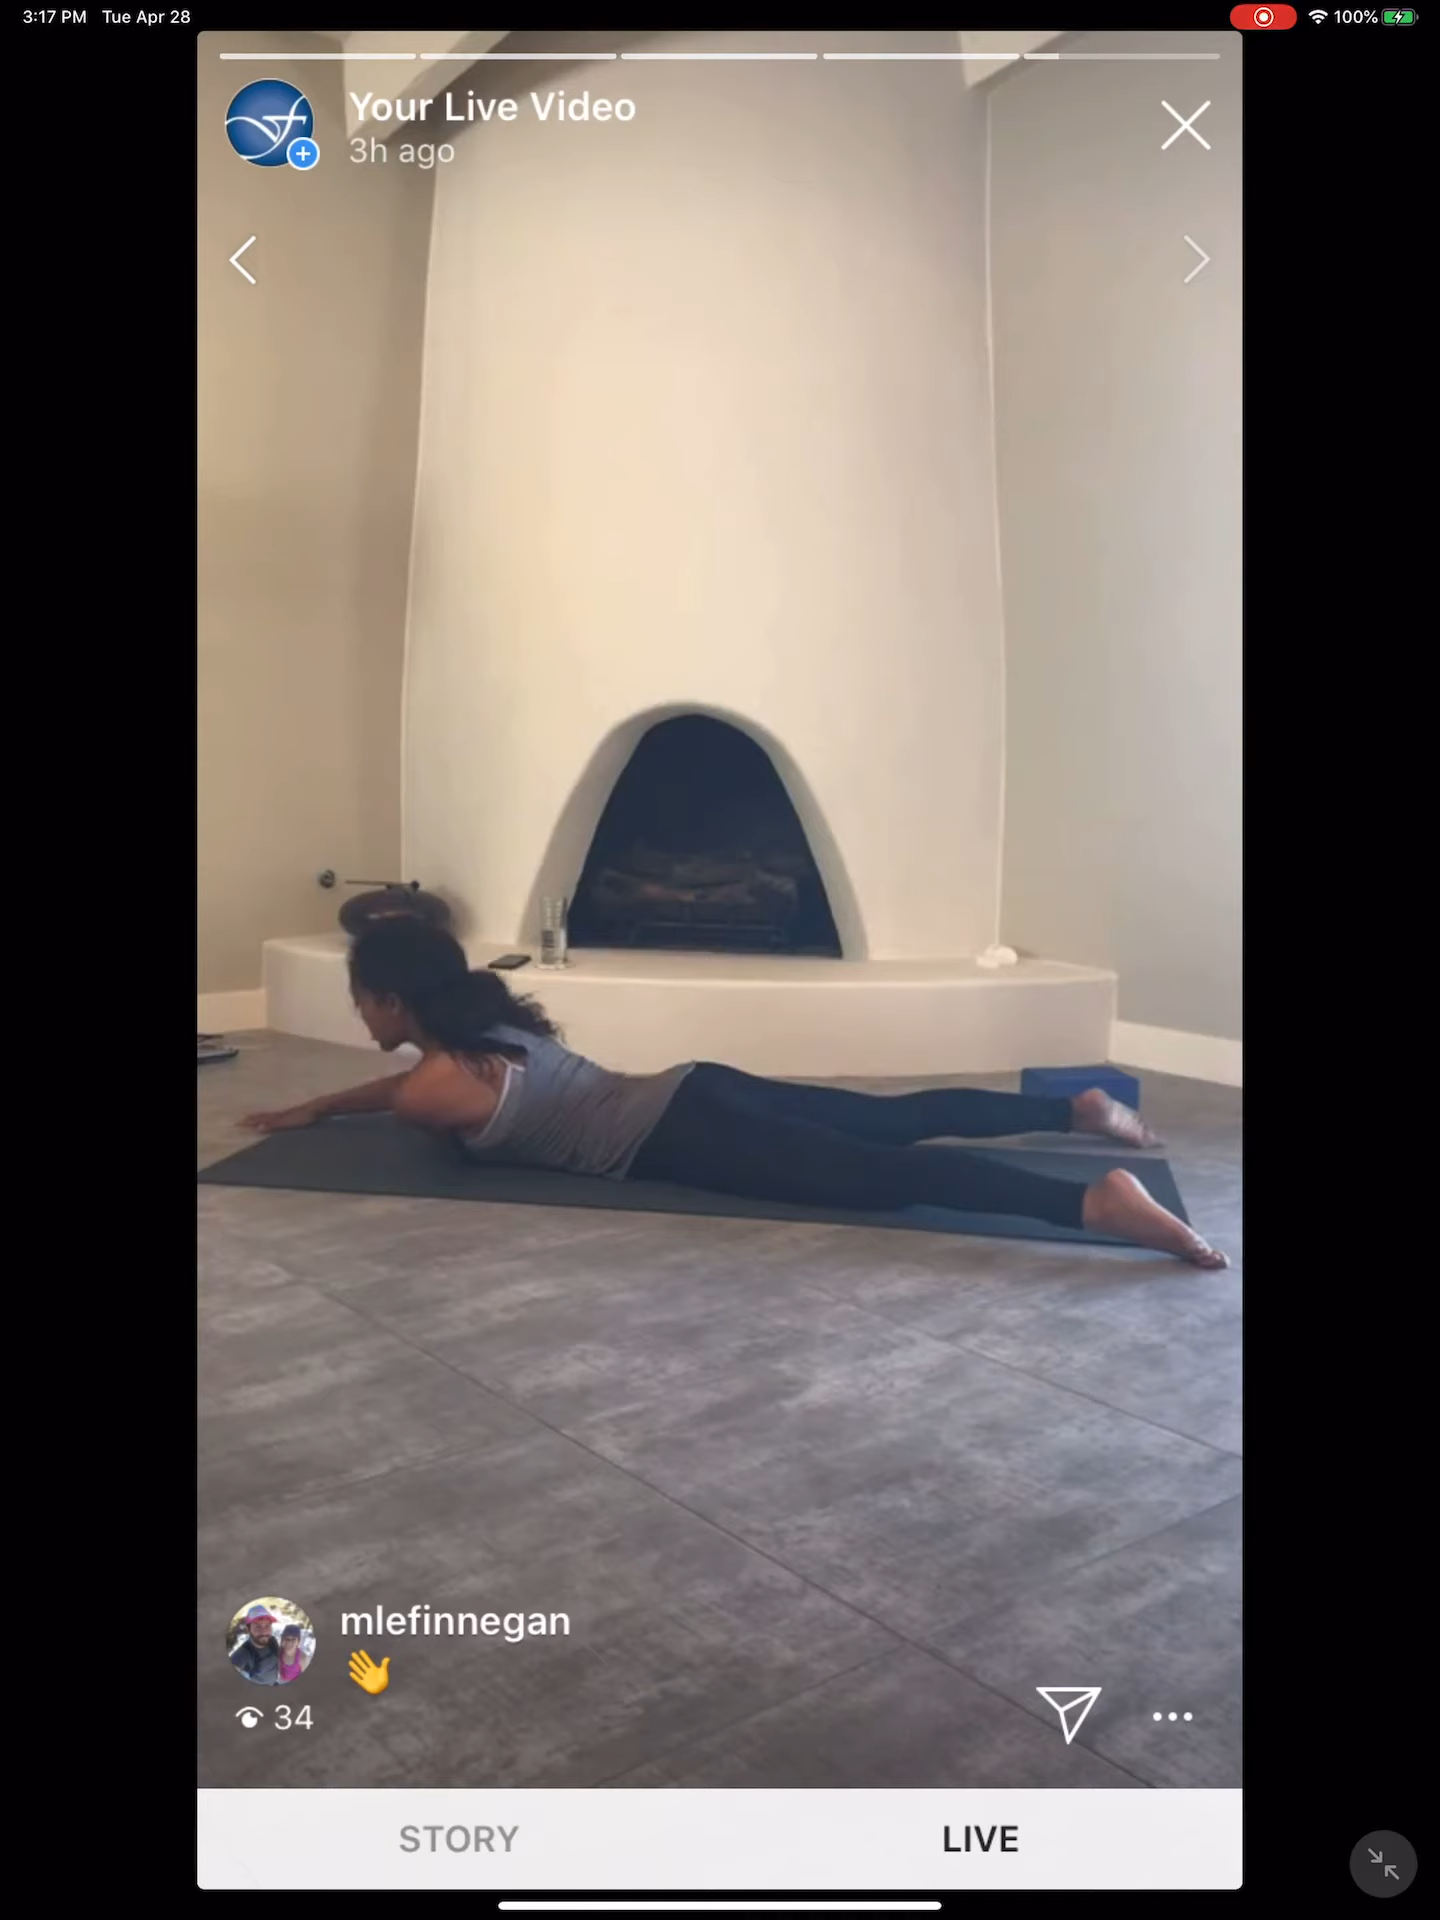 3:17 PM Tue Apr 28
100%
Your Live Video
3h ago
mlefinnegan
34
STORY
LIVE